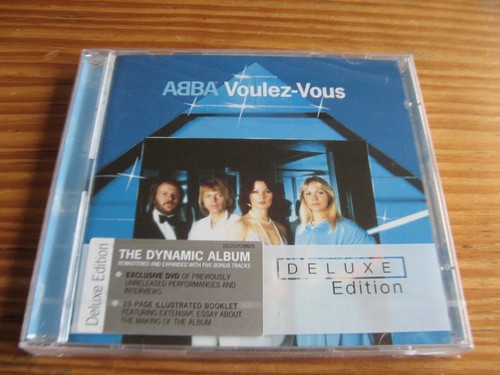 ABBA Voulez-Vous
Deluxe Edition
THE DYNAMIC ALBUM
REMASTERED AND EXPANDED WITH FIVE BONUS TRACKS
EXCLUSIVE DVD OF PREVIOUSLY
UNRELEASED PERFORMANCES AND
INTERVIEWS
28-PAGE ILLUSTRATED BOOKLET
FEATURING EXTENSIVE ESSAY ABOUT
THE MAKING OF THE ALBUM
DELUXE
Edition